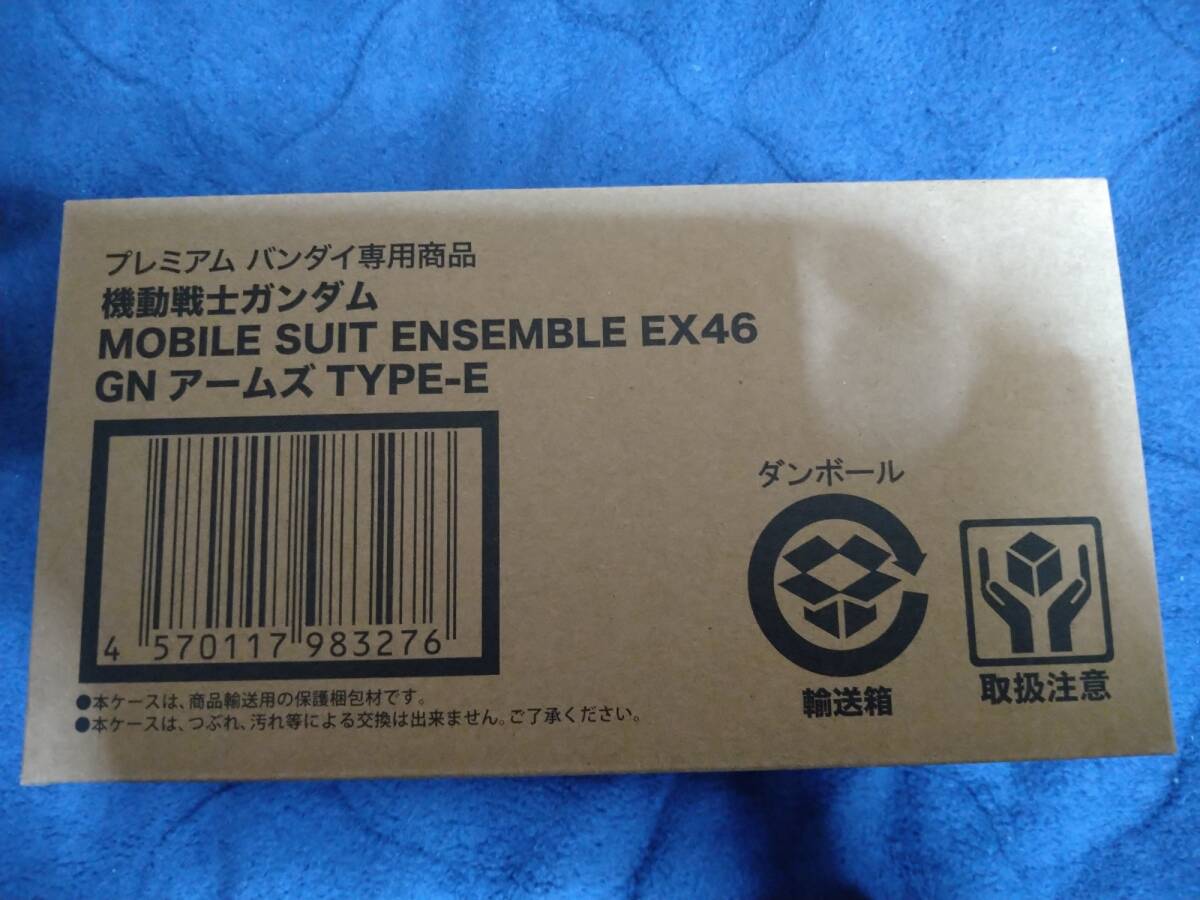 プレミアム バンダイ専用商品
機動戦士ガンダム
MOBILE SUIT ENSEMBLE EX46
GN アームズ TYPE-E
4 570117 983276
●本ケースは、商品輸送用の保護梱包材です。
●本ケースは、つぶれ、汚れ等による交換は出来ません。ご了承ください。
ダンボール
輸送箱
取扱注意